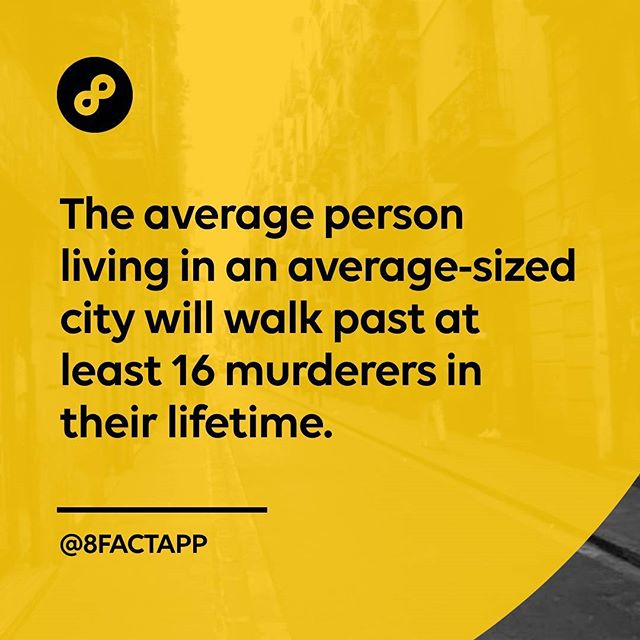 The average person
living in an average-sized
city will walk past at
least 16 murderers in
their lifetime.
@8FACTAPP